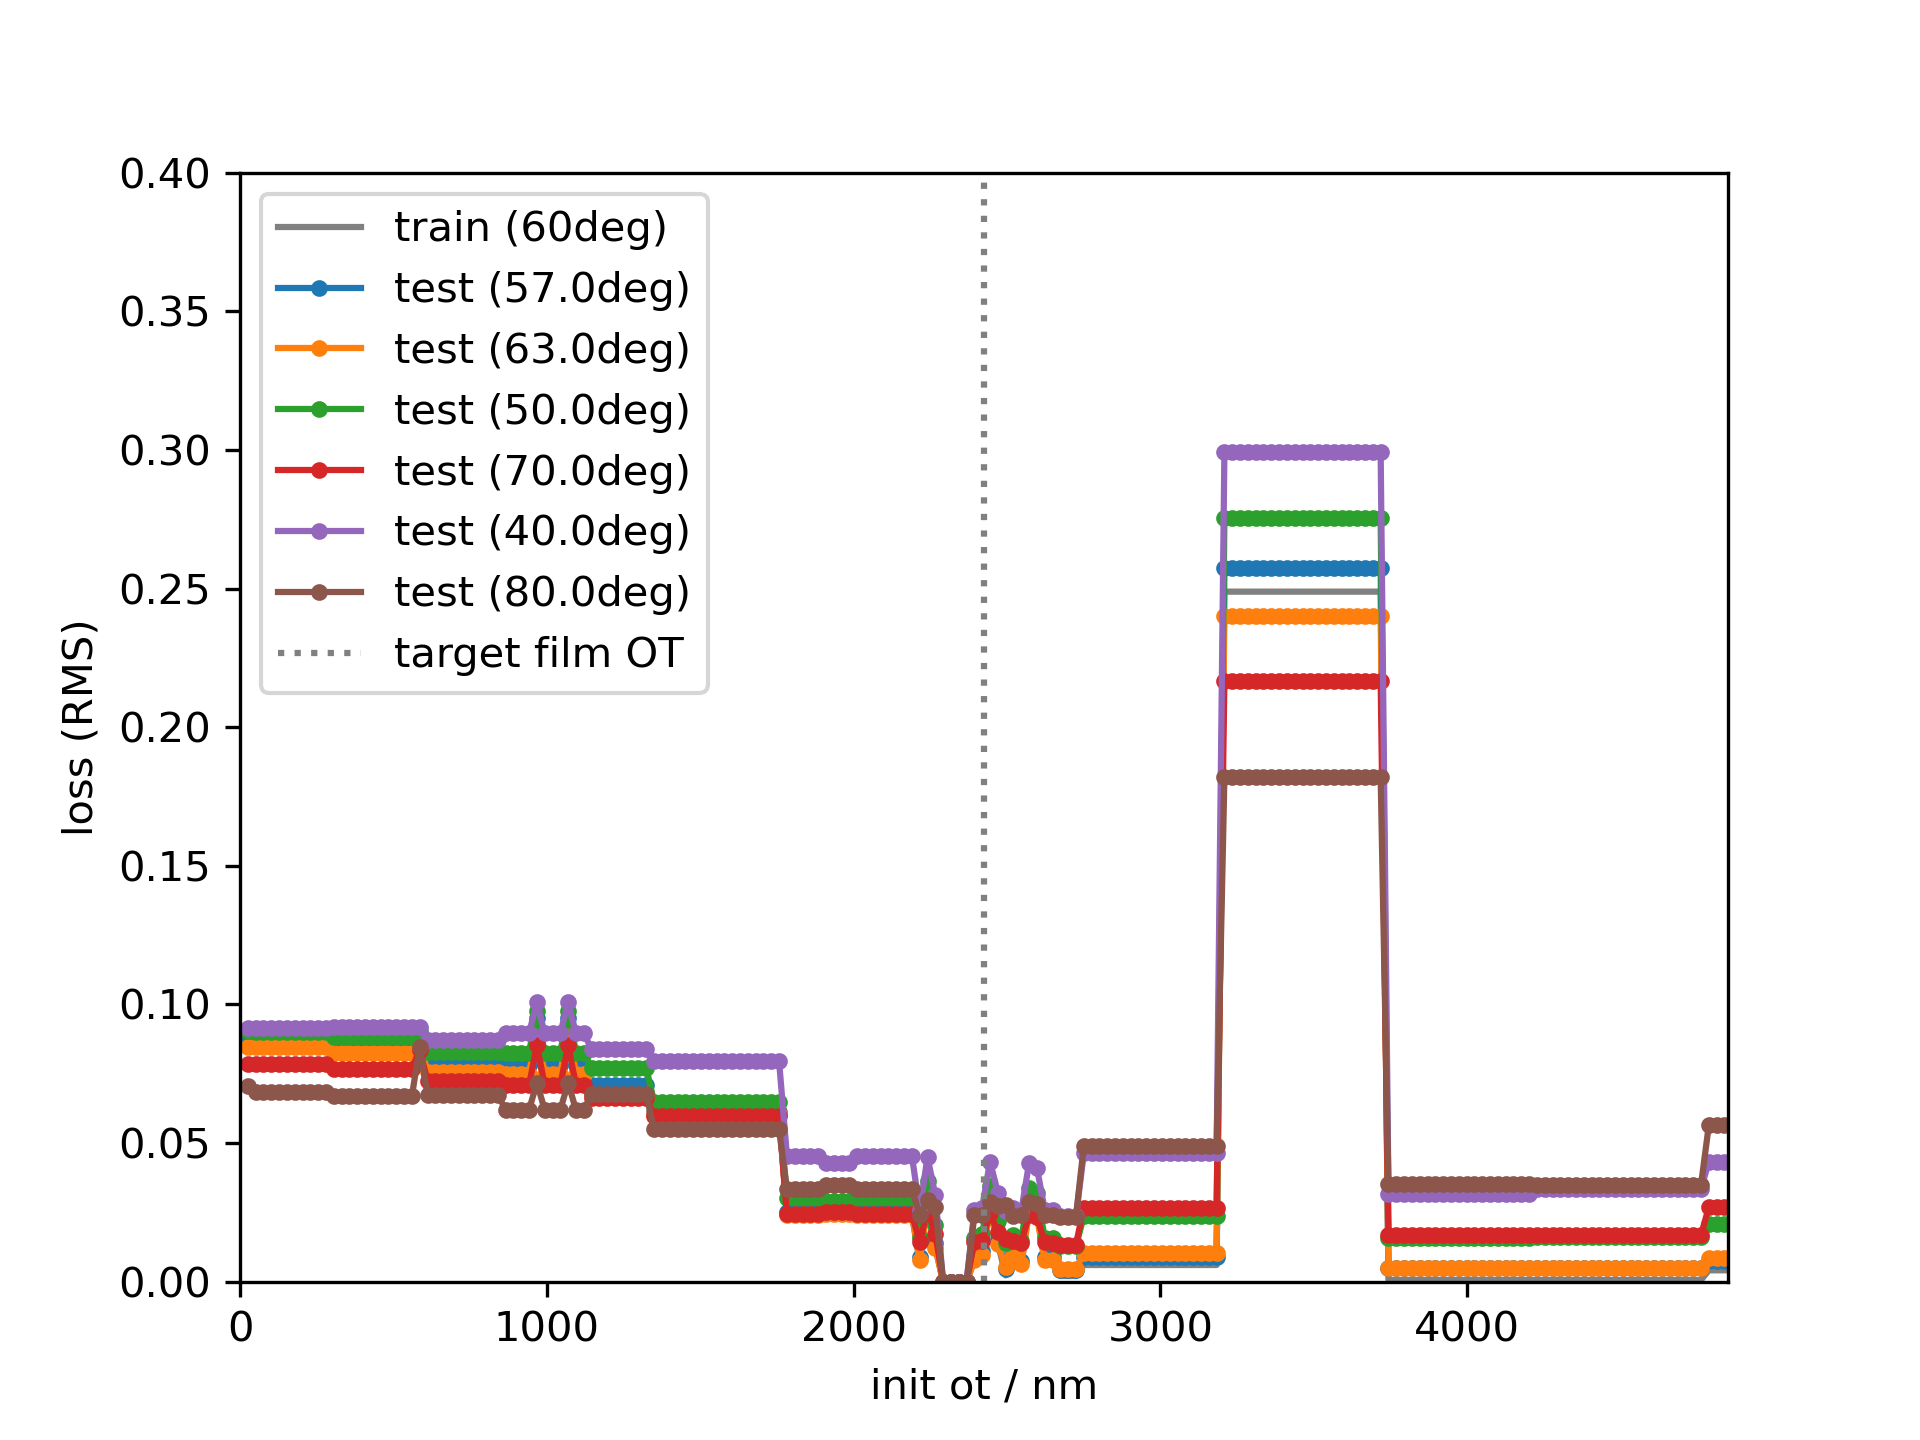 0.40
0.35
0.30
0.25
0.20
0.15
0.10
0.05
0.00
loss (RMS)
train (60deg)
test (57.0deg)
test (63.0deg)
test (50.0deg)
test (70.0deg)
test (40.0deg)
test (80.0deg)
target film OT
0 1000 2000 3000 4000
init ot / nm